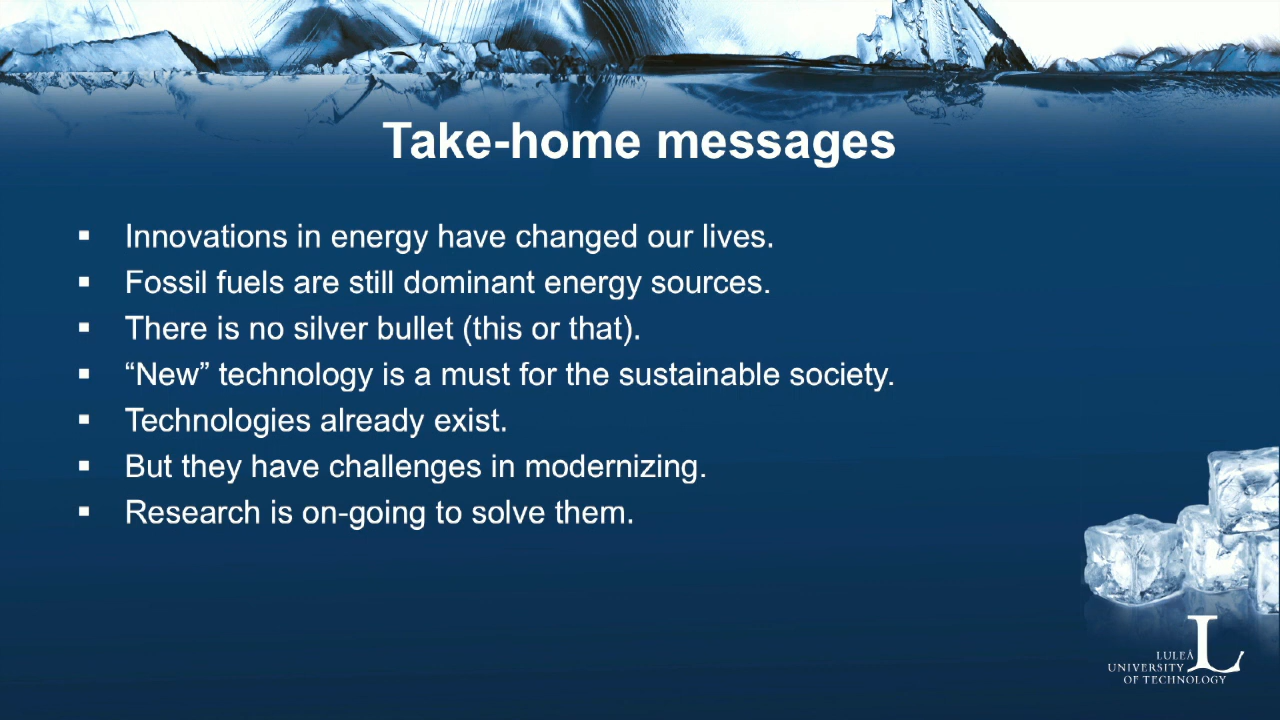 Take-home messages
▪ Innovations in energy have changed our lives.
▪ Fossil fuels are still dominant energy sources.
▪ There is no silver bullet (this or that).
▪ “New” technology is a must for the sustainable society.
▪ Technologies already exist.
▪ But they have challenges in modernizing.
▪ Research is on-going to solve them.
L
LULEÅ
UNIVERSITY
OF TECHNOLOGY